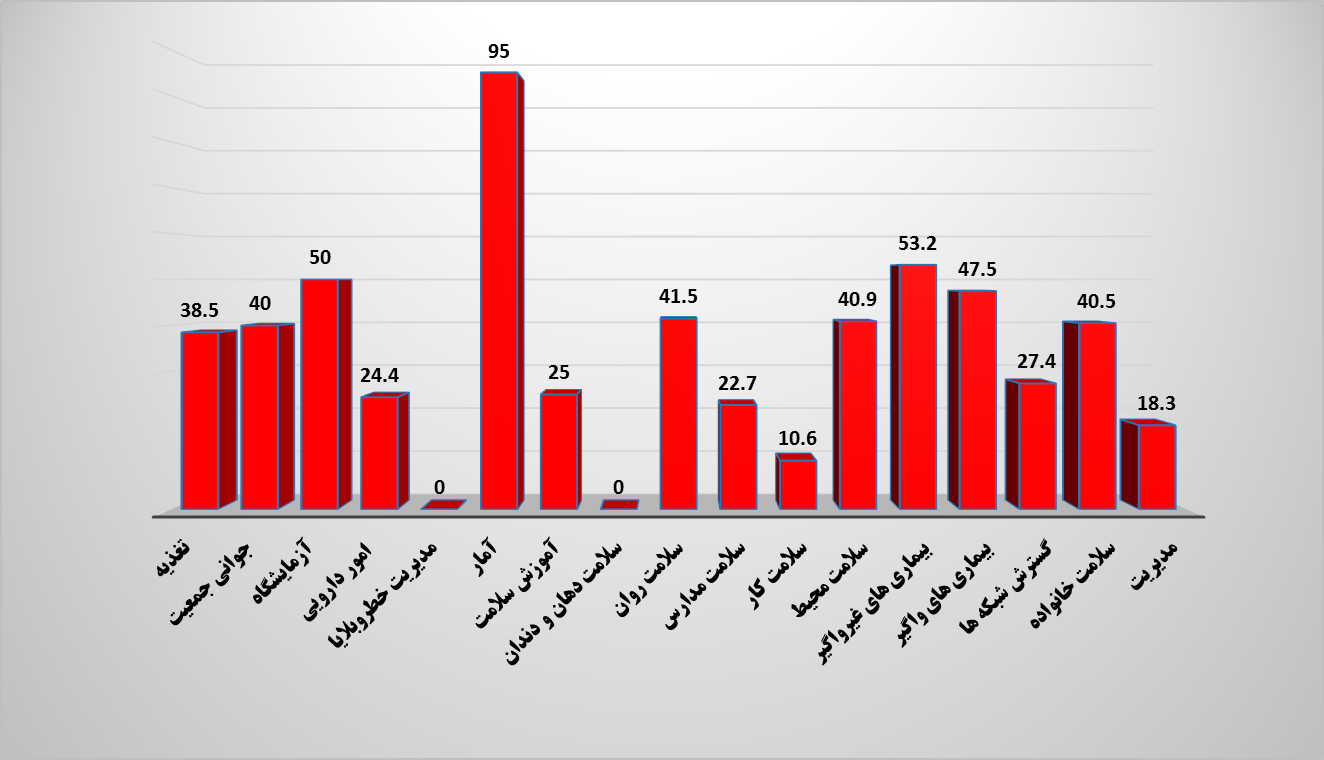 95
53.2
50
47.5
41.5
40.9
40.5
40
38.5
27.4
25
24.4
22.7
18.3
10.6
0
0
تغذیه
جوانی جمعیت
آزمایشگاه
امور دارویی
مدیریت خطروبلایا
آمار
آموزش سلامت
سلامت دهان و دندان
سلامت روان
سلامت مدارس
سلامت کار
سلامت محیط
بیماری های غیرواگیر
بیماری های واگیر
گسترش شبکه ها
سلامت خانواده
مدیریت